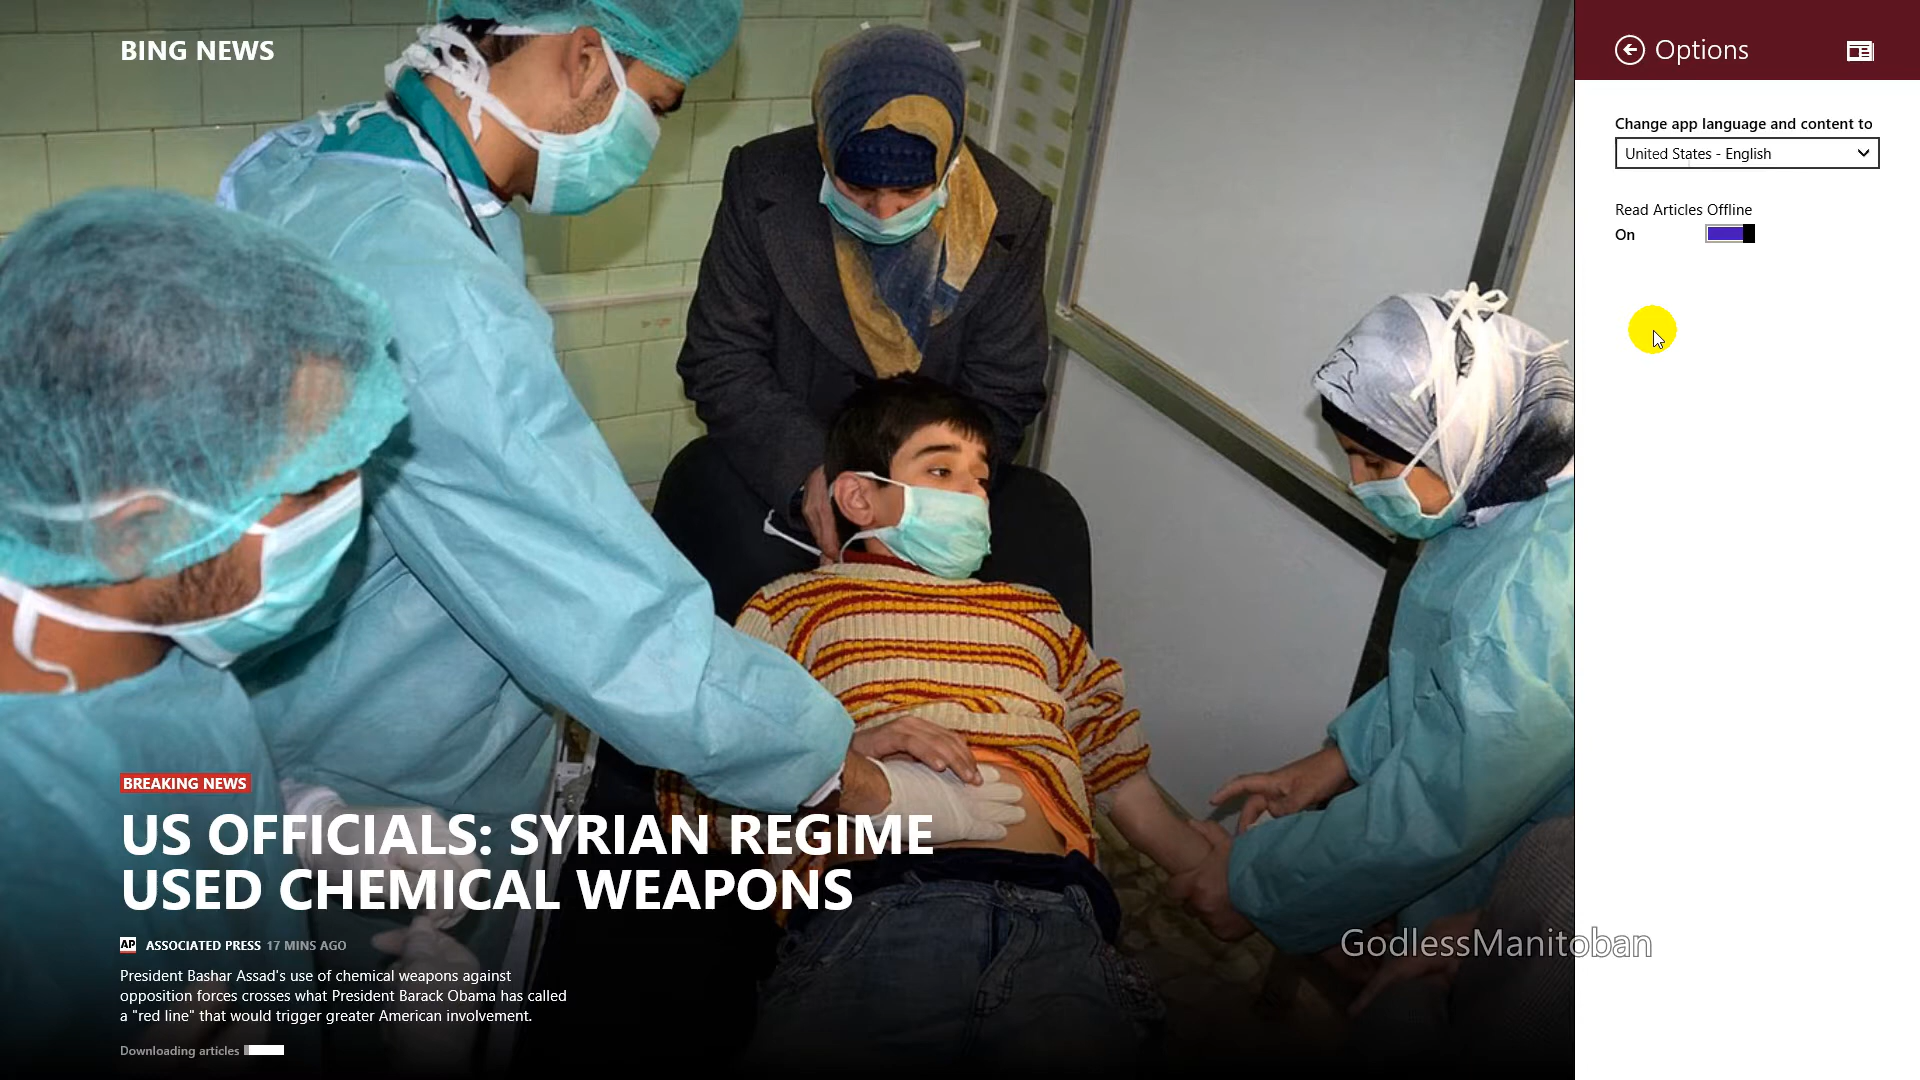 BING NEWS
BREAKING NEWS
US OFFICIALS: SYRIAN REGIME
USED CHEMICAL WEAPONS
AP ASSOCIATED PRESS 17 MINS AGO
President Bashar Assad's use of chemical weapons against
opposition forces crosses what President Barack Obama has called
a "red line" that would trigger greater American involvement.
Downloading articles
GodlessManitoban
Options
Change app language and content to
United States - English
Read Articles Offline
On